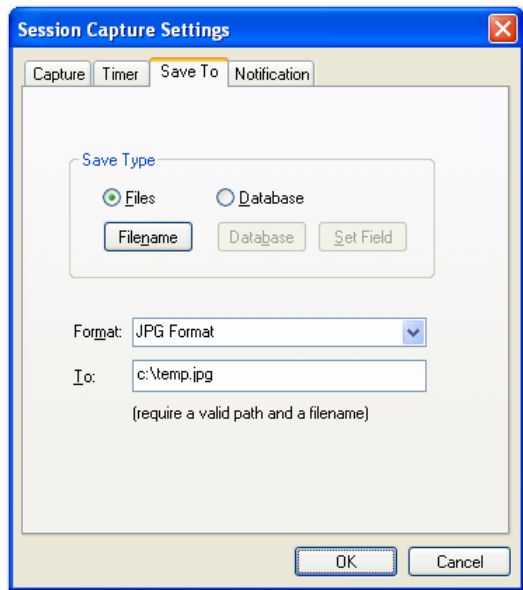 Session Capture Settings
Capture Timer Save To Notification
Save Type
Files Database
Filename Database Set Field
Format: JPG Format
To: c:\temp.jpg
(require a valid path and a filename)
OK Cancel